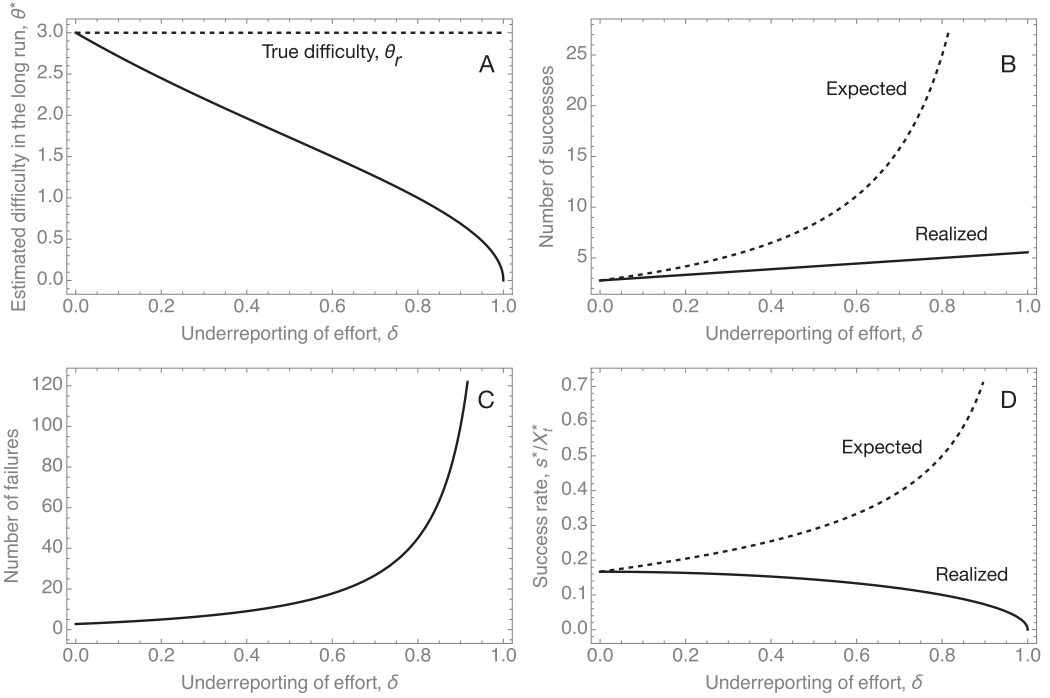 Estimated difficulty in the long run, θ*
3.0
2.5
2.0
1.5
1.0
0.5
0.0
True difficulty, θr
A
0.0 0.2 0.4 0.6 0.8 1.0
Underreporting of effort, δ
Number of successes
25
20
15
10
5
Expected
Realized
B
0.0 0.2 0.4 0.6 0.8 1.0
Underreporting of effort, δ
Number of failures
120
100
80
60
40
20
0
C
0.0 0.2 0.4 0.6 0.8 1.0
Underreporting of effort, δ
Success rate, s*/X*t
0.7
0.6
0.5
0.4
0.3
0.2
0.1
0.0
Expected
Realized
D
0.0 0.2 0.4 0.6 0.8 1.0
Underreporting of effort, δ